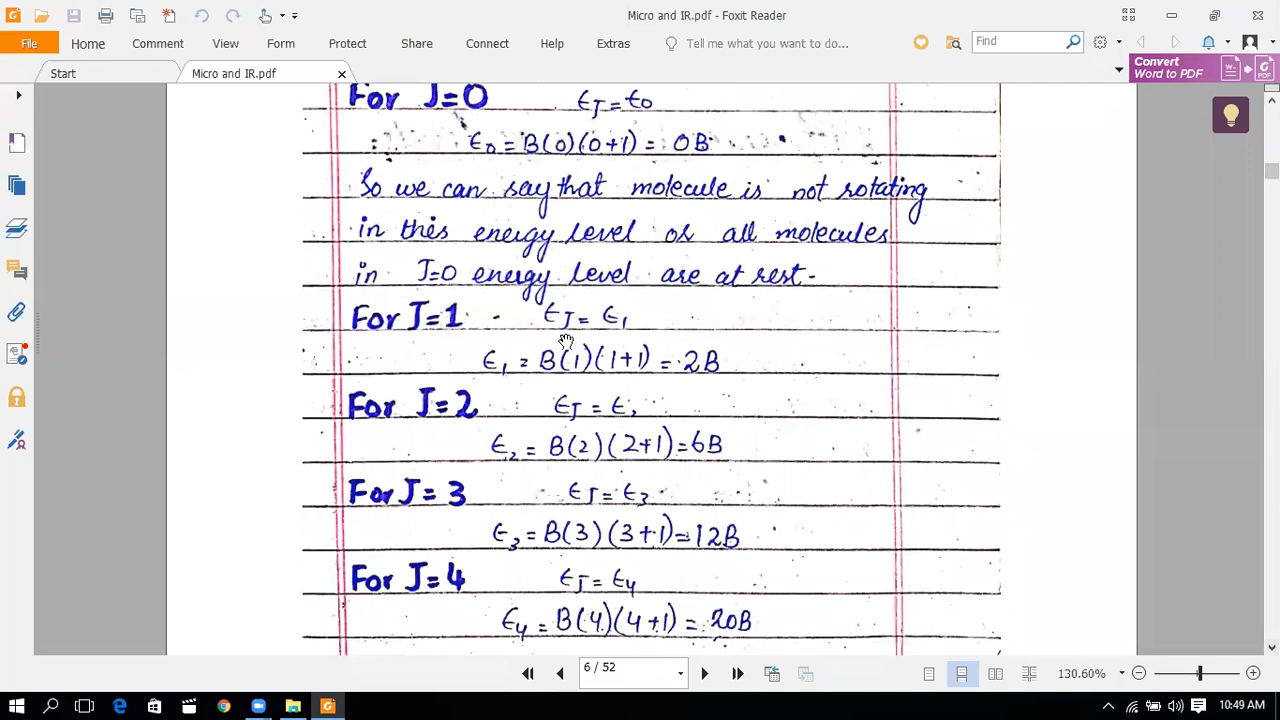 Micro and IR.pdf - Foxit Reader
File Home Comment View Form Protect Share Connect Help Extras Tell me what you want to do... Find
Start Micro and IR.pdf
Convert
Word to PDF
For J=0 ϵJ=ϵ0
∴ ϵ0 = B(0)(0+1) = 0B
So we can say that molecule is not rotating
in this energy level or all molecules
in J=0 energy level are at rest-
For J=1 ϵJ = ϵ1
ϵ1 = B(1)(1+1) = 2B
For J=2 ϵJ = ϵ2
ϵ2 = B(2)(2+1)=6B
For J=3 ϵJ = ϵ3
ϵ3 = B(3)(3+1)=12B
For J=4 ϵJ = ϵ4
ϵ4 = B(4)(4+1) = 20B
6 / 52
130.60%
10:49 AM